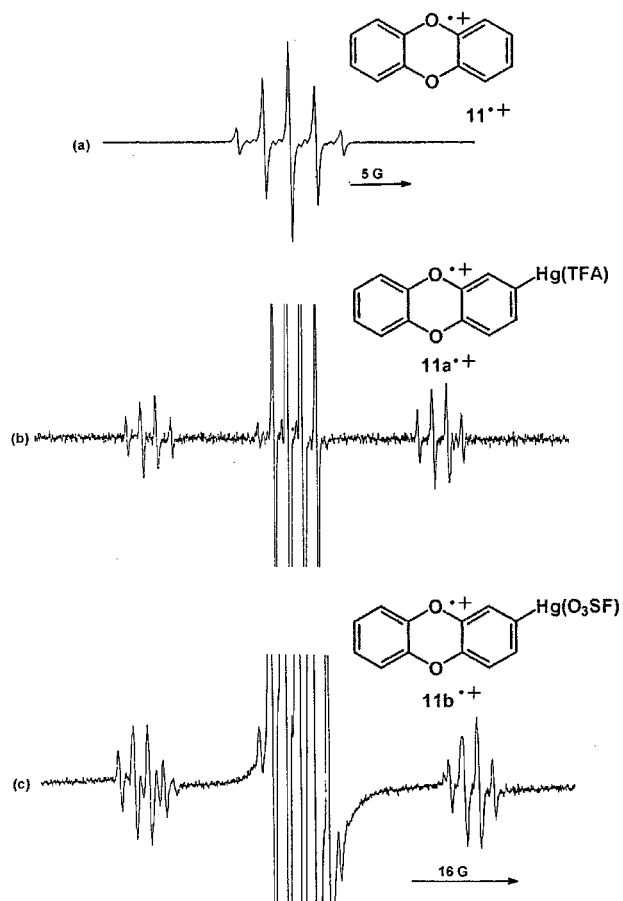 O •+
O
11•+
(a)
5 G
O •+ Hg(TFA)
O
11a•+
(b)
O •+ Hg(O₃SF)
O
11b•+
(c)
16 G